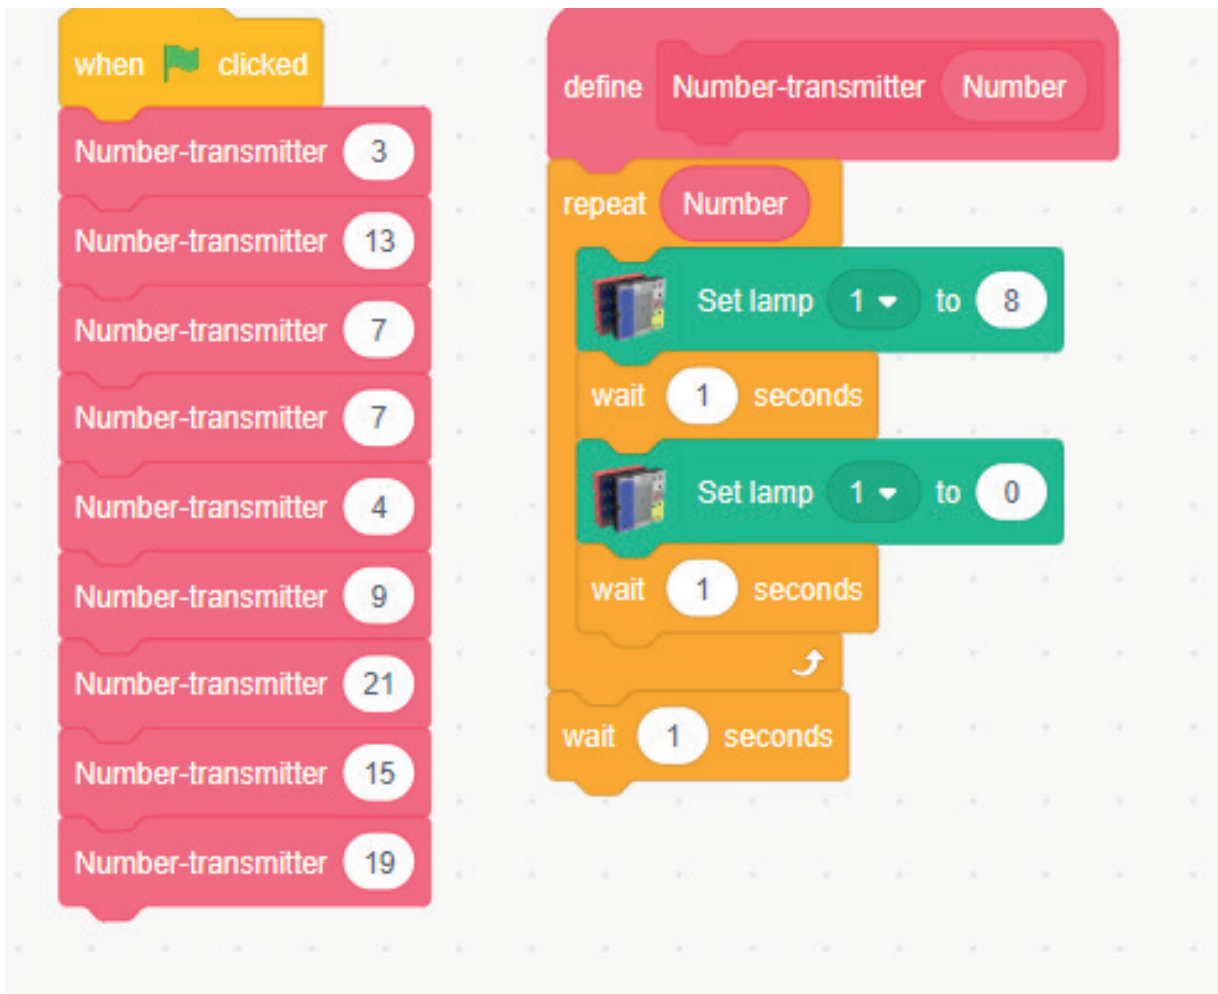 when clicked
Number-transmitter 3
Number-transmitter 13
Number-transmitter 7
Number-transmitter 7
Number-transmitter 4
Number-transmitter 9
Number-transmitter 21
Number-transmitter 15
Number-transmitter 19
define Number-transmitter Number
repeat Number
Set lamp 1 to 8
wait 1 seconds
Set lamp 1 to 0
wait 1 seconds
wait 1 seconds